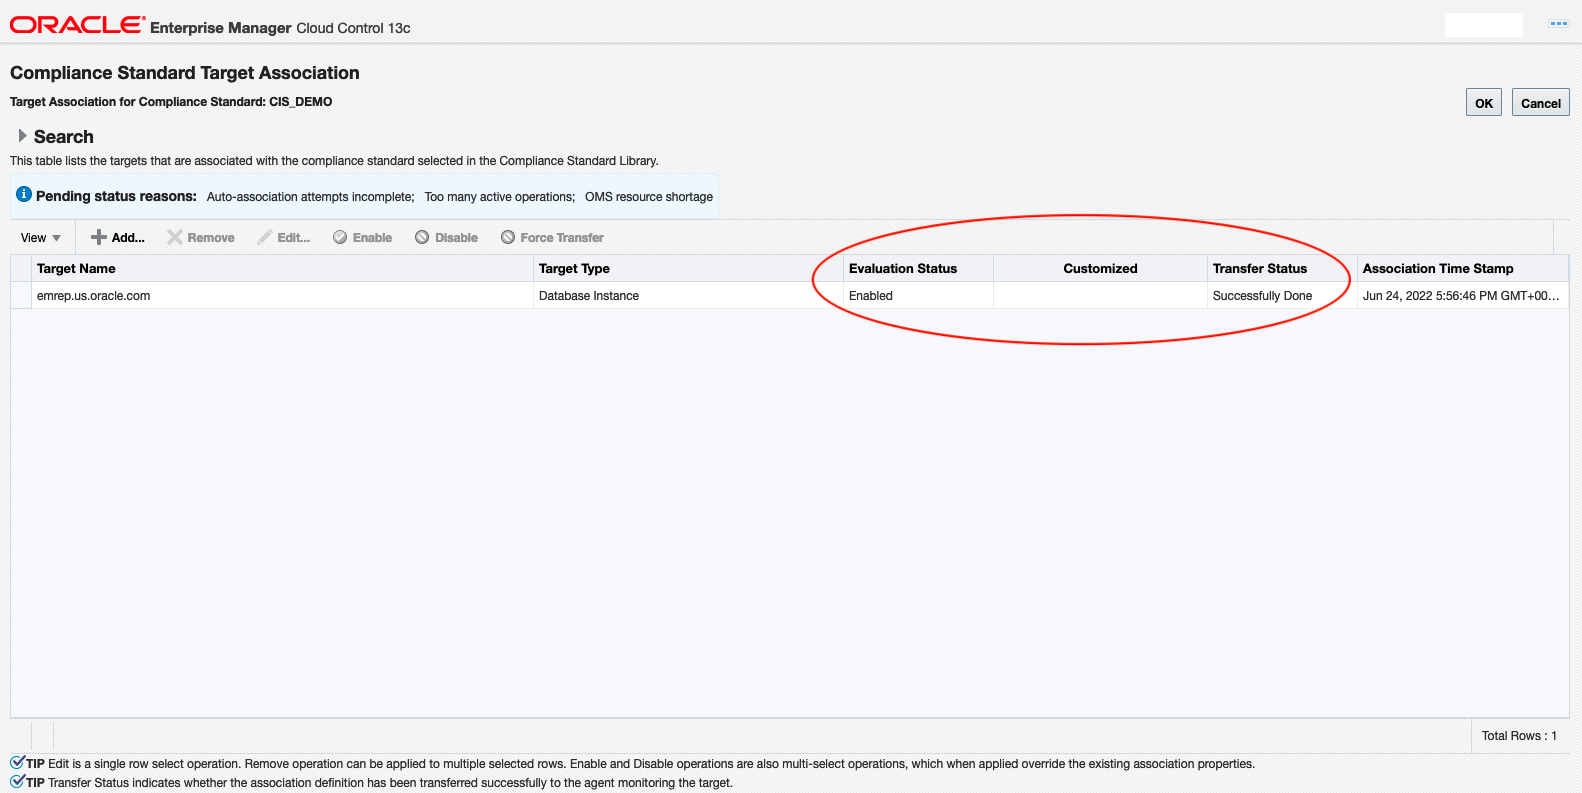 ORACLE Enterprise Manager Cloud Control 13c
Compliance Standard Target Association
Target Association for Compliance Standard: CIS_DEMO
OK Cancel
Search
This table lists the targets that are associated with the compliance standard selected in the Compliance Standard Library.
Pending status reasons: Auto-association attempts incomplete; Too many active operations; OMS resource shortage
View Add... Remove Edit... Enable Disable Force Transfer
Target Name Target Type Evaluation Status Customized Transfer Status Association Time Stamp
emrep.us.oracle.com Database Instance Enabled Successfully Done Jun 24, 2022 5:56:46 PM GMT+00...
Total Rows : 1
TIP Edit is a single row select operation. Remove operation can be applied to multiple selected rows. Enable and Disable operations are also multi-select operations, which when applied override the existing association properties.
TIP Transfer Status indicates whether the association definition has been transferred successfully to the agent monitoring the target.